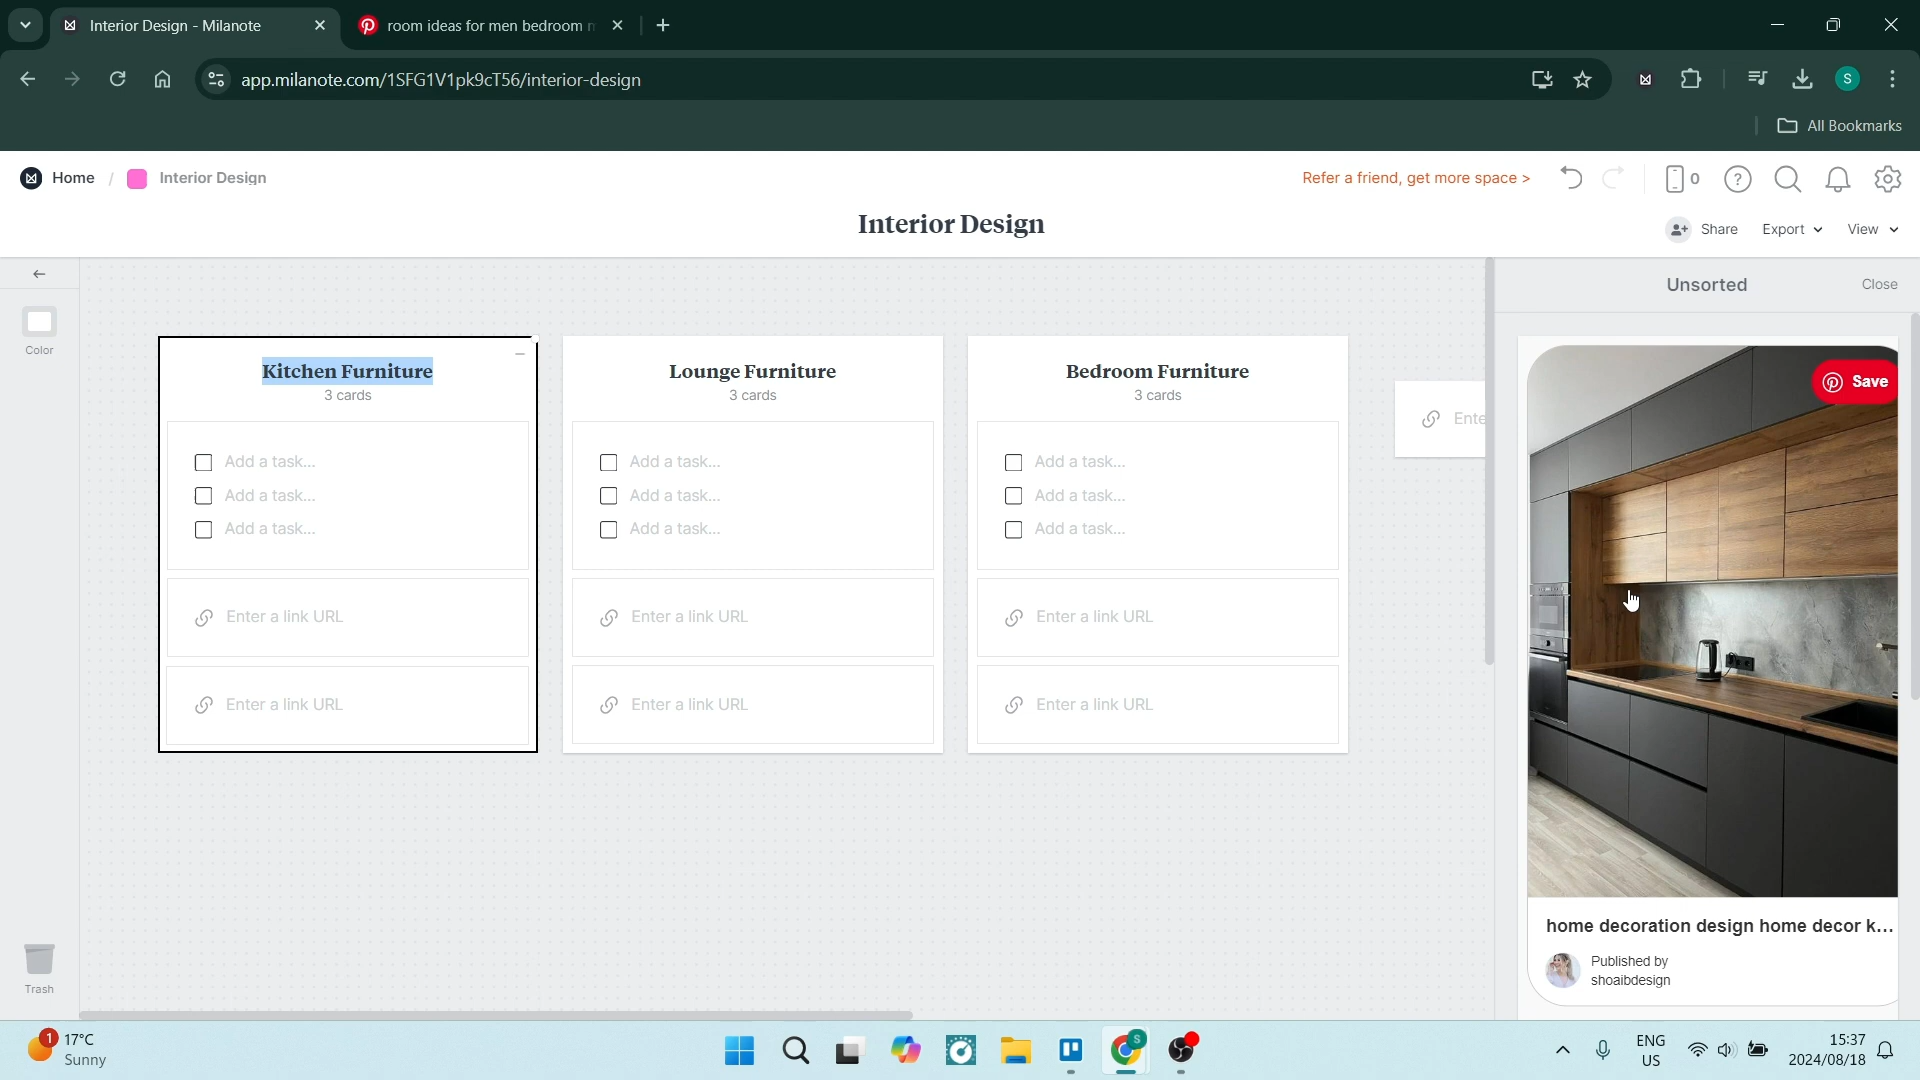 Interior Design - Milanote
room ideas for men bedroom
app.milanote.com/1SFG1V1pk9cT56/interior-design
S
All Bookmarks
Home / Interior Design
Refer a friend, get more space >
0
?
Interior Design
Share
Export
View
Color
Unsorted
Close
Kitchen Furniture
3 cards
Add a task...
Add a task...
Add a task...
Enter a link URL
Enter a link URL
Lounge Furniture
3 cards
Add a task...
Add a task...
Add a task...
Enter a link URL
Enter a link URL
Bedroom Furniture
3 cards
Add a task...
Add a task...
Add a task...
Enter a link URL
Enter a link URL
Ente
Save
home decoration design home decor k...
Published by
shoaibdesign
Trash
1
17°C
Sunny
S
ENG
US
15:37
2024/08/18